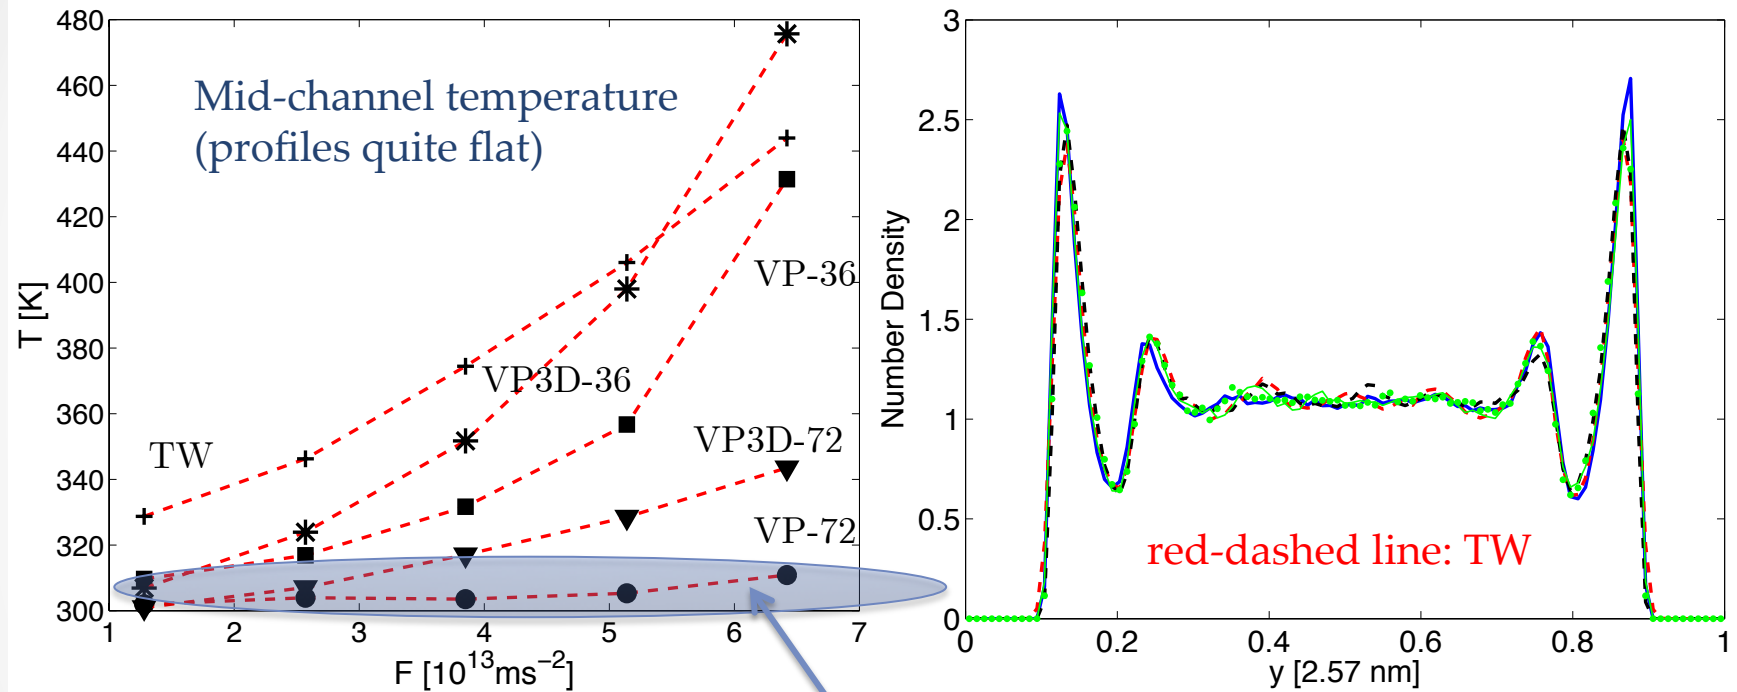 480
460
440
420
400
380
360
340
320
300
T [K]
1
2
3
4
5
6
7
F [10^13ms^−2]
Mid-channel temperature
(profiles quite flat)
VP-36
VP3D-36
TW
VP3D-72
VP-72
3
2.5
2
1.5
1
0.5
0
Number Density
0
0.2
0.4
0.6
0.8
1
y [2.57 nm]
red-dashed line: TW